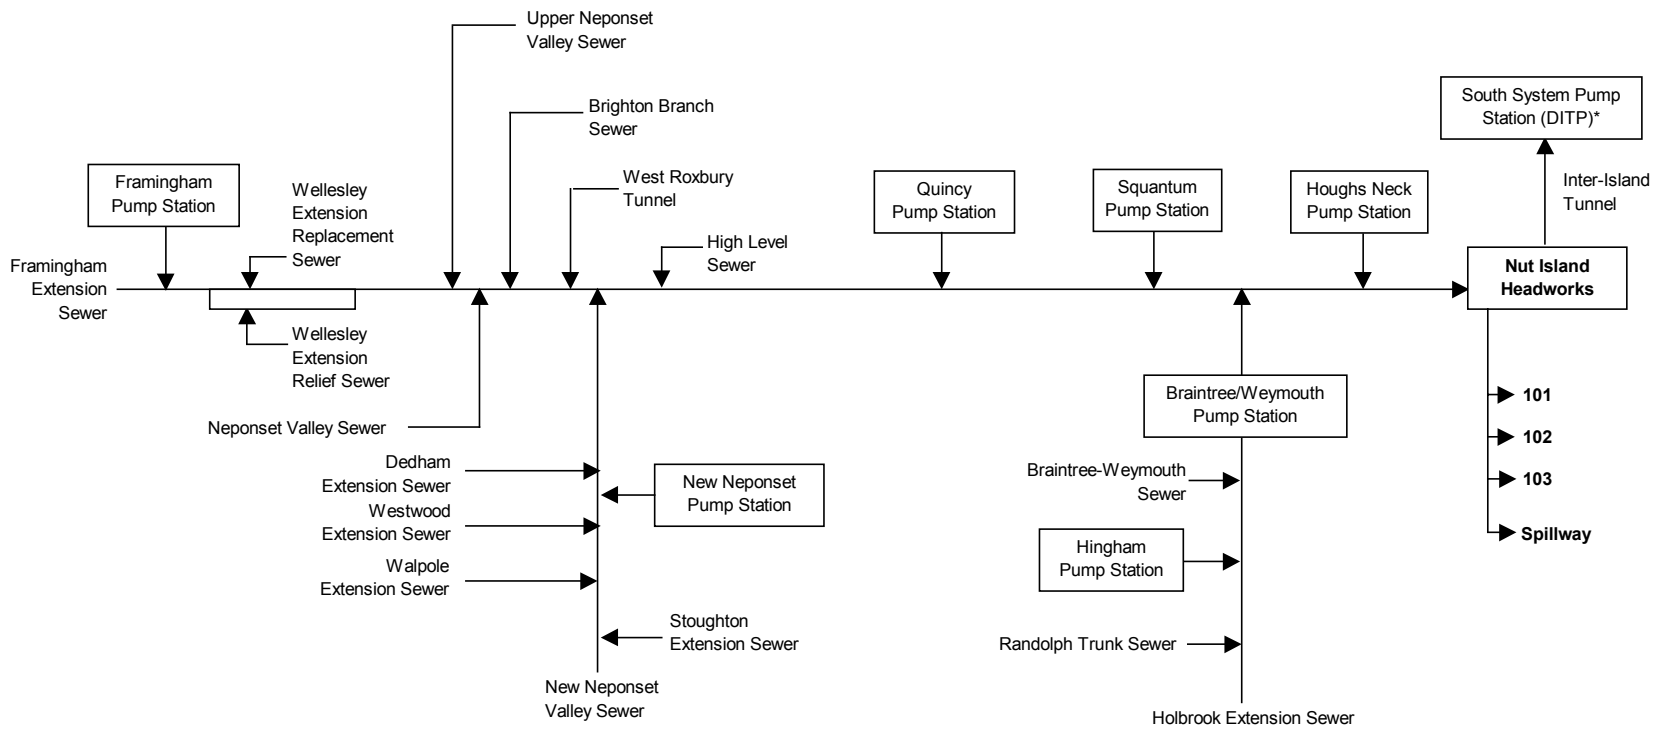 Upper Neponset
Valley Sewer
Brighton Branch
Sewer
South System Pump
Station (DITP)*
Framingham
Pump Station
Wellesley
Extension
Replacement
Sewer
West Roxbury
Tunnel
Quincy
Pump Station
Squantum
Pump Station
Houghs Neck
Pump Station
Inter-Island
Tunnel
High Level
Sewer
Framingham
Extension
Sewer
Nut Island
Headworks
Wellesley
Extension
Relief Sewer
Neponset Valley Sewer
Braintree/Weymouth
Pump Station
101
102
103
Spillway
Dedham
Extension Sewer
New Neponset
Pump Station
Westwood
Extension Sewer
Walpole
Extension Sewer
Stoughton
Extension Sewer
New Neponset
Valley Sewer
Braintree-Weymouth
Sewer
Hingham
Pump Station
Randolph Trunk Sewer
Holbrook Extension Sewer